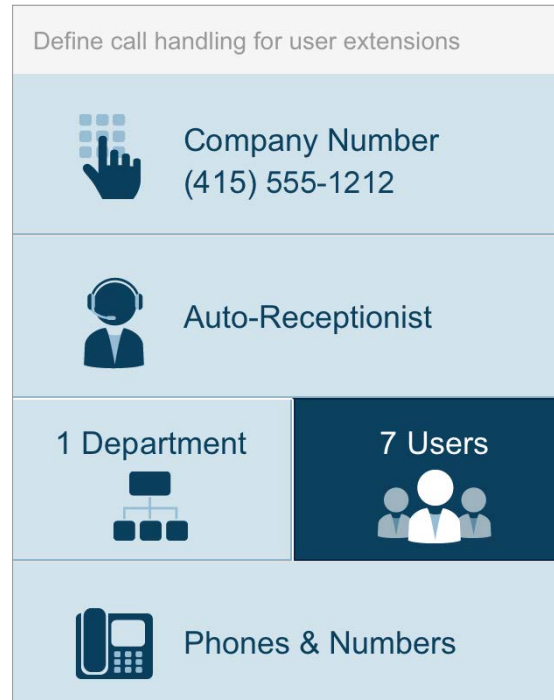 Define call handling for user extensions
Company Number
(415) 555-1212
Auto-Receptionist
1 Department
7 Users
Phones & Numbers